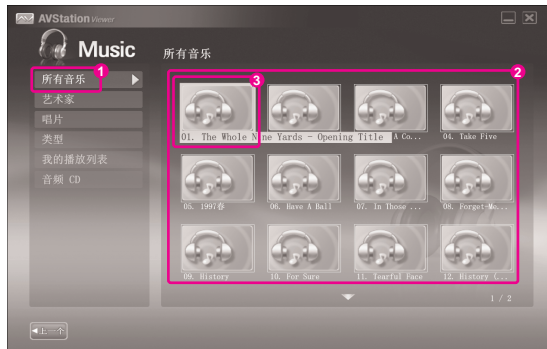 AVStation Viewer
Music
所有音乐
所有音乐
艺术家
唱片
类型
我的播放列表
音频 CD
1
2
3
01. The Whole Nine Yards - Opening Title
A Co...
04. Take Five
05. 1997春
06. Have A Ball
07. In Those ...
08. Forget-Me...
09. History
10. For Sure
11. Tearful Face
12. History (...
1 / 2
上一个